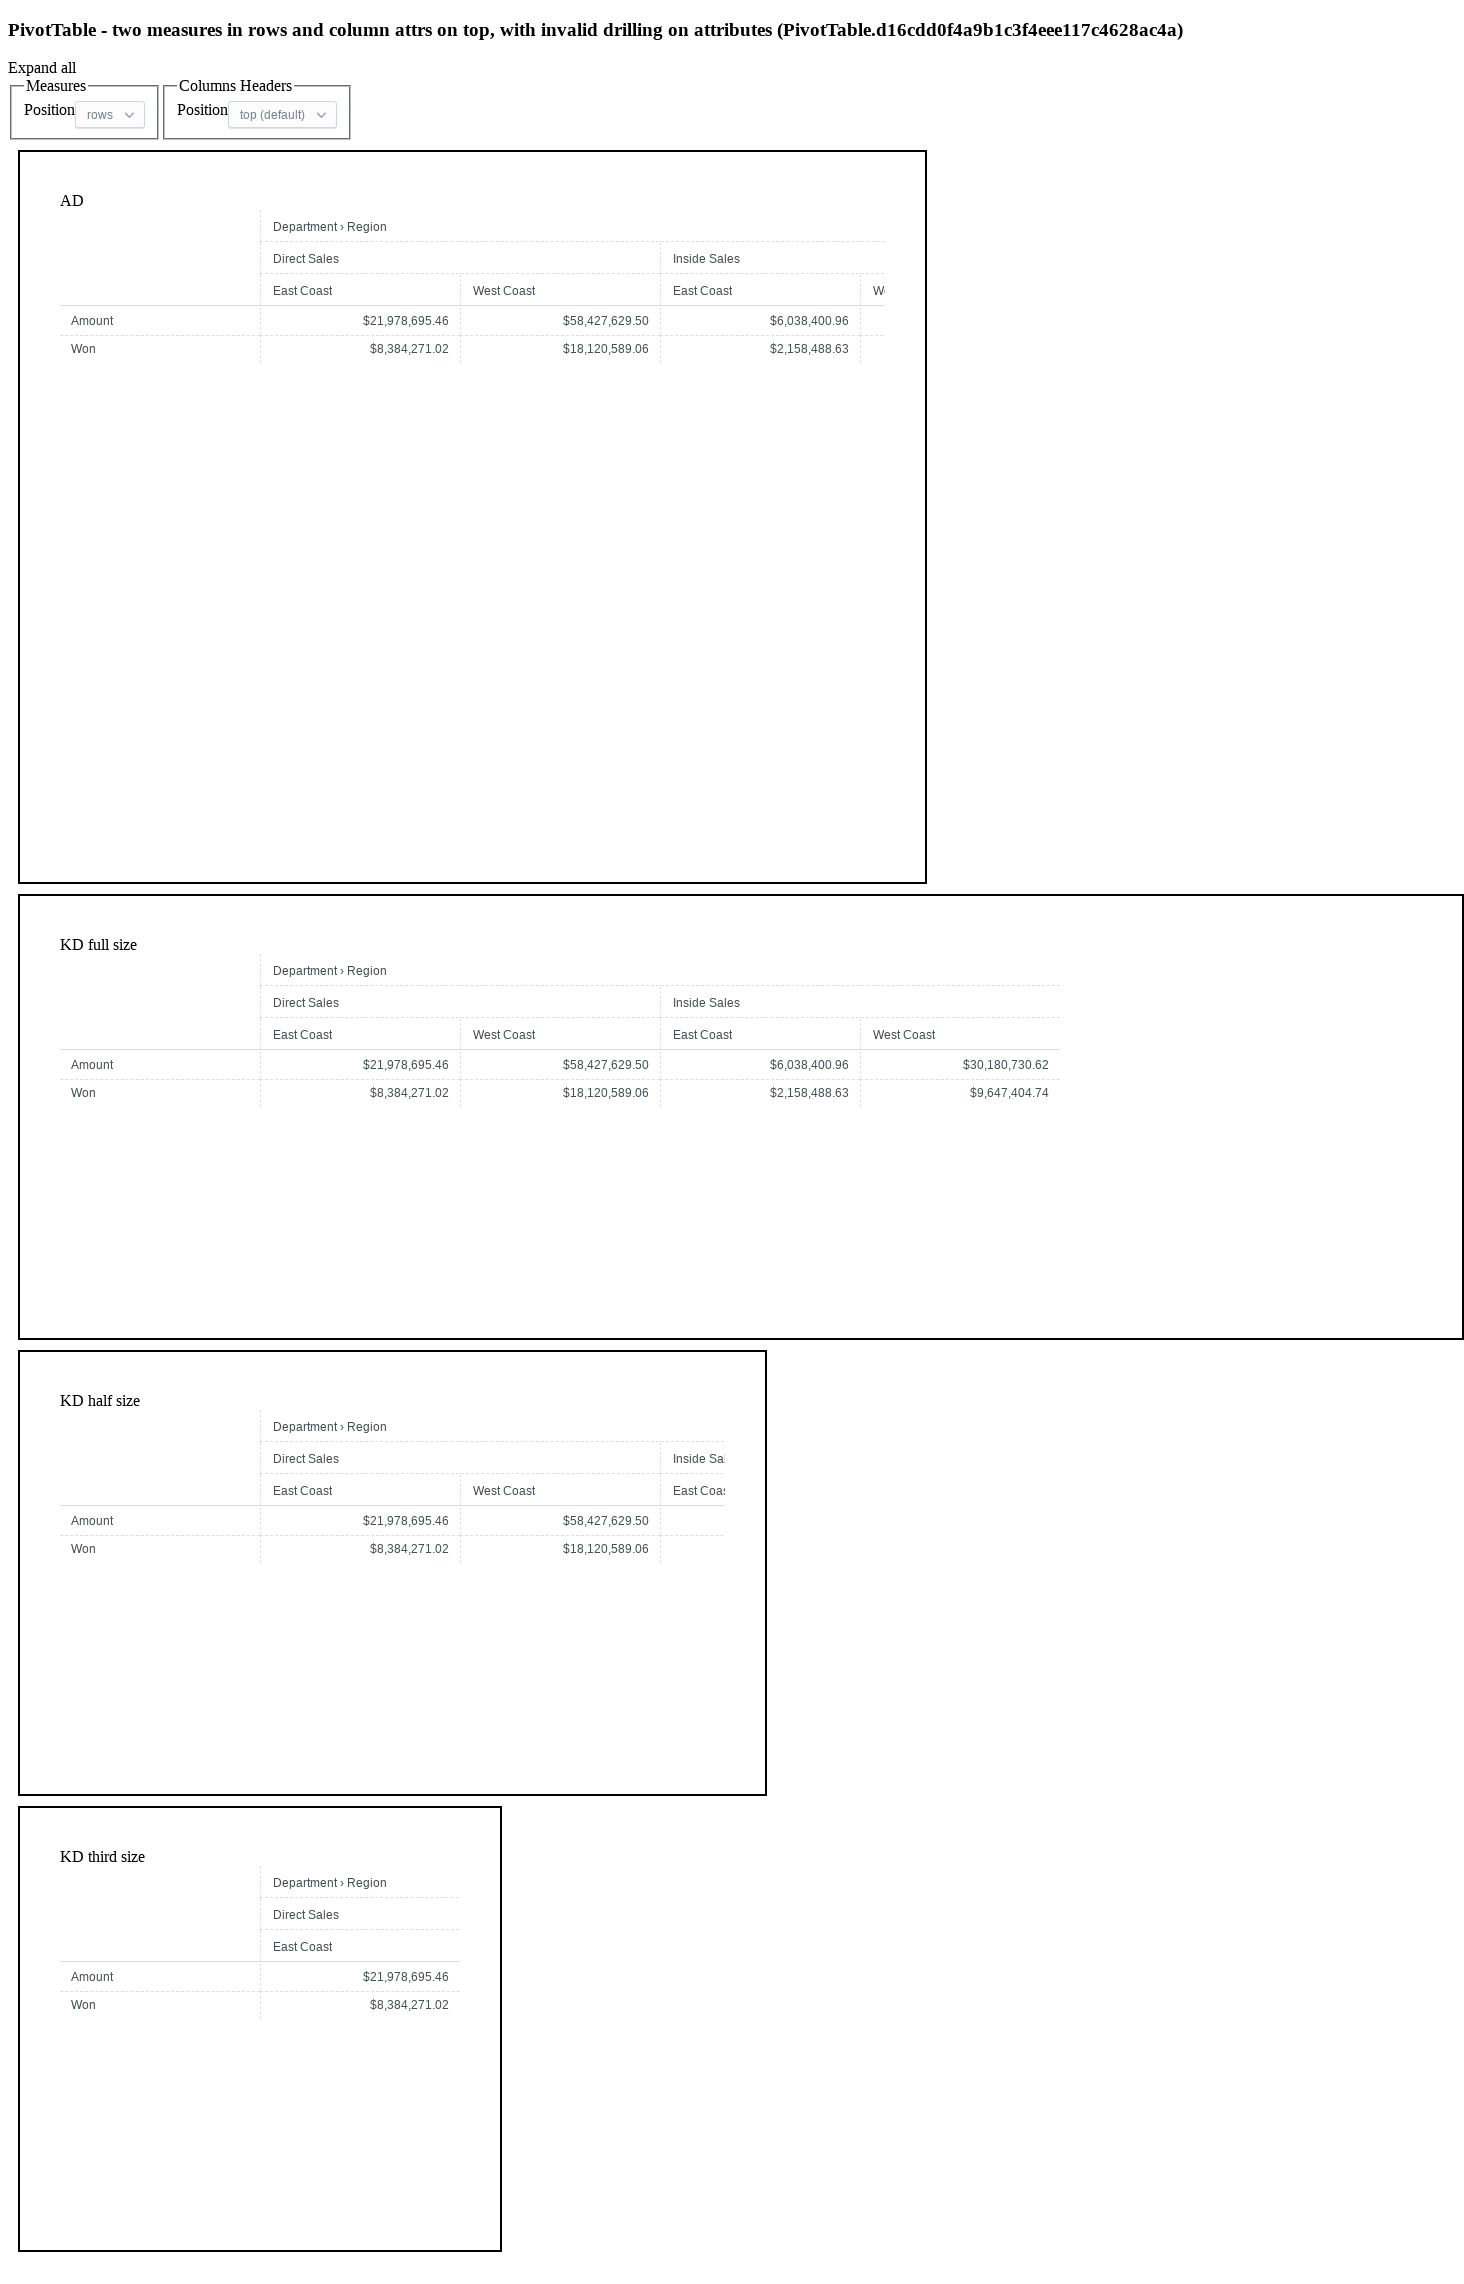 PivotTable - two measures in rows and column attrs on top, with invalid drilling on attributes (PivotTable.d16cdd0f4a9b1c3f4eee117c4628ac4a)
Expand all
Measures Columns Headers
Position rows Position top (default)
AD
Department › Region
Direct Sales Inside Sales
East Coast West Coast East Coast
Amount $21,978,695.46 $58,427,629.50 $6,038,400.96
Won $8,384,271.02 $18,120,589.06 $2,158,488.63
KD full size
Department › Region
Direct Sales Inside Sales
East Coast West Coast East Coast West Coast
Amount $21,978,695.46 $58,427,629.50 $6,038,400.96 $30,180,730.62
Won $8,384,271.02 $18,120,589.06 $2,158,488.63 $9,647,404.74
KD half size
Department › Region
Direct Sales Inside
East Coast West Coast East
Amount $21,978,695.46 $58,427,629.50
Won $8,384,271.02 $18,120,589.06
KD third size
Department › Region
Direct Sales
East Coast
Amount $21,978,695.46
Won $8,384,271.02